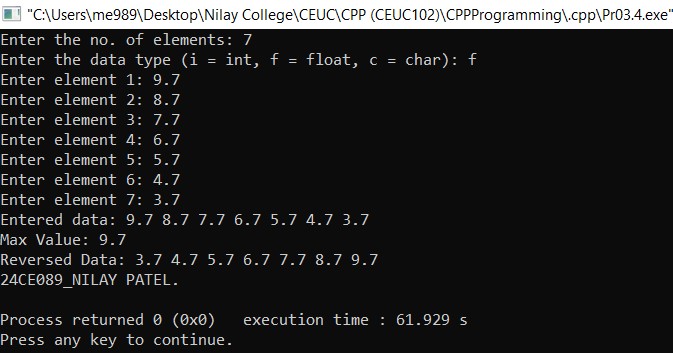 "C:\Users\me989\Desktop\Nilay College\CEUC\CPP (CEUC102)\CPPProgramming\.cpp\Pr03.4.exe"
Enter the no. of elements: 7
Enter the data type (i = int, f = float, c = char): f
Enter element 1: 9.7
Enter element 2: 8.7
Enter element 3: 7.7
Enter element 4: 6.7
Enter element 5: 5.7
Enter element 6: 4.7
Enter element 7: 3.7
Entered data: 9.7 8.7 7.7 6.7 5.7 4.7 3.7
Max Value: 9.7
Reversed Data: 3.7 4.7 5.7 6.7 7.7 8.7 9.7
24CE089_NILAY PATEL.
Process returned 0 (0x0)   execution time : 61.929 s
Press any key to continue.